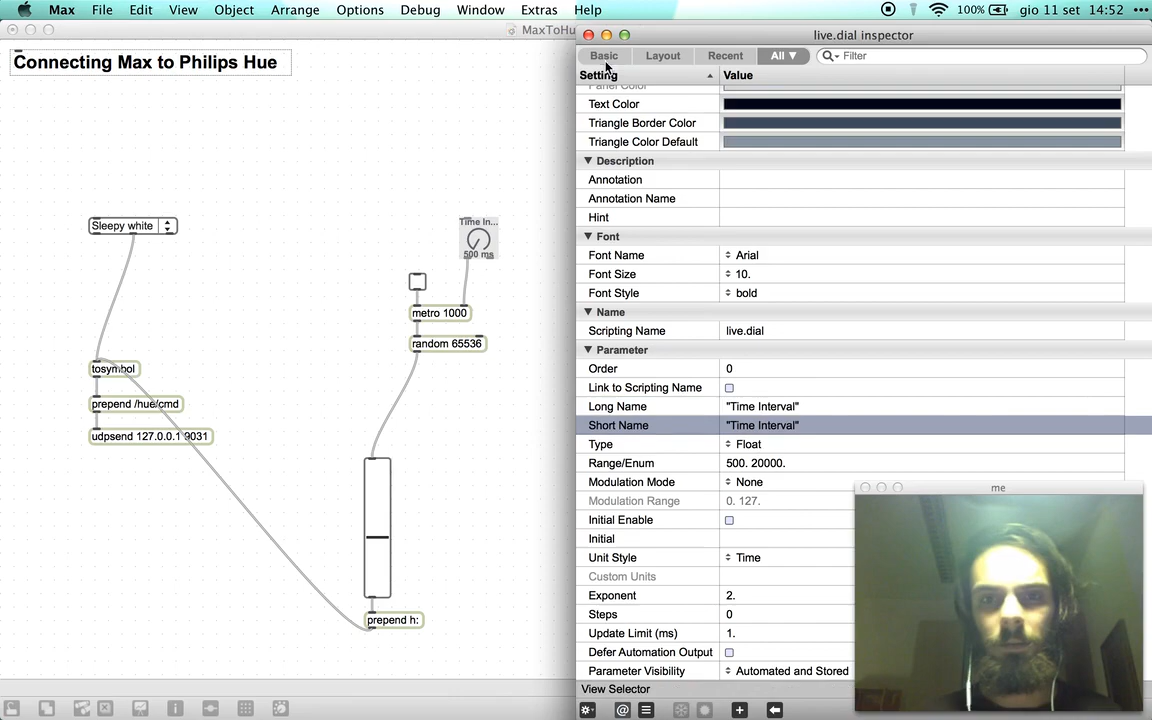 Max File Edit View Object Arrange Options Debug Window Extras Help 100% gio 11 set 14:52
MaxToHu
live.dial inspector
Connecting Max to Philips Hue
Basic Layout Recent All ▼ Filter
Setting Value
Panel Color
Text Color
Triangle Border Color
Triangle Color Default
Description
Annotation
Annotation Name
Hint
Font
Font Name Arial
Font Size 10.
Font Style bold
Name
Scripting Name live.dial
Parameter
Order 0
Link to Scripting Name
Long Name "Time Interval"
Short Name "Time Interval"
Type Float
Range/Enum 500. 20000.
Modulation Mode None
Modulation Range 0. 127.
Initial Enable
Initial
Unit Style Time
Custom Units
Exponent 2.
Steps 0
Update Limit (ms) 1.
Defer Automation Output
Parameter Visibility Automated and Stored
View Selector
Sleepy white
Time In...
500 ms
metro 1000
random 65536
tosymbol
prepend /hue/cmd
udpsend 127.0.0.1 9031
prepend h:
me